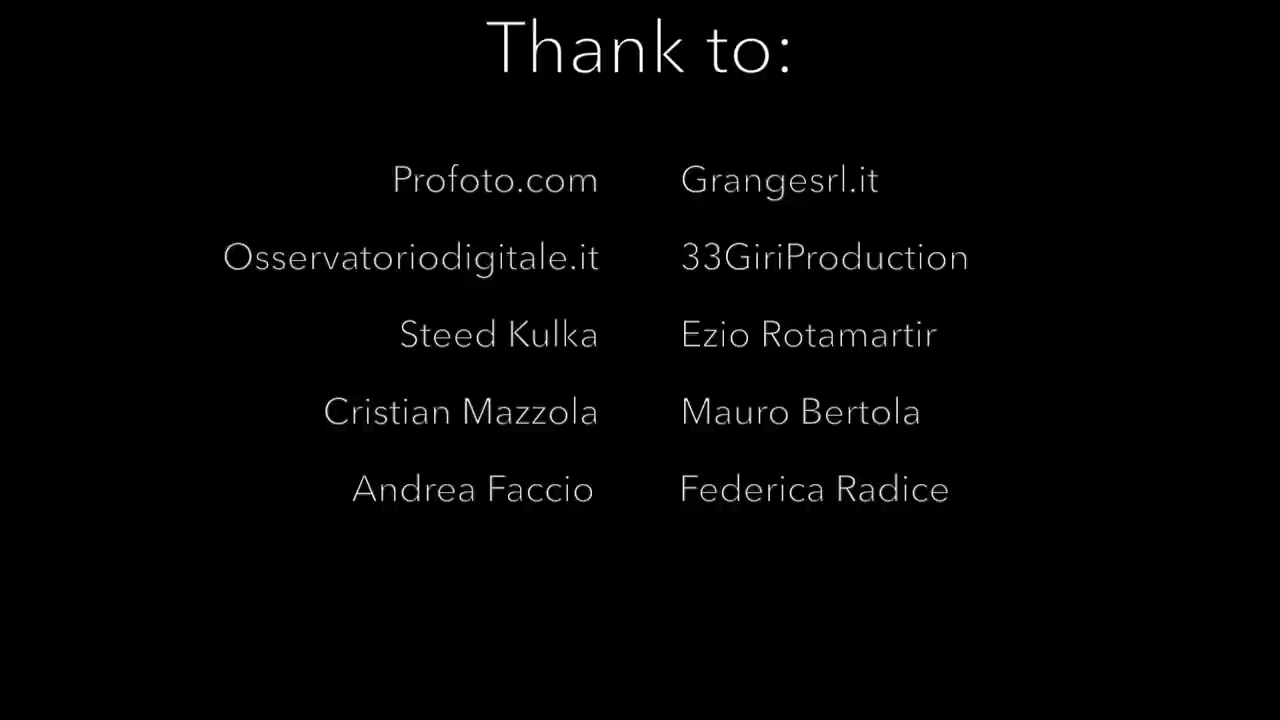 Thank to:
Profoto.com Grangesrl.it
Osservatoriodigitale.it 33GiriProduction
Steed Kulka Ezio Rotamartir
Cristian Mazzola Mauro Bertola
Andrea Faccio Federica Radice